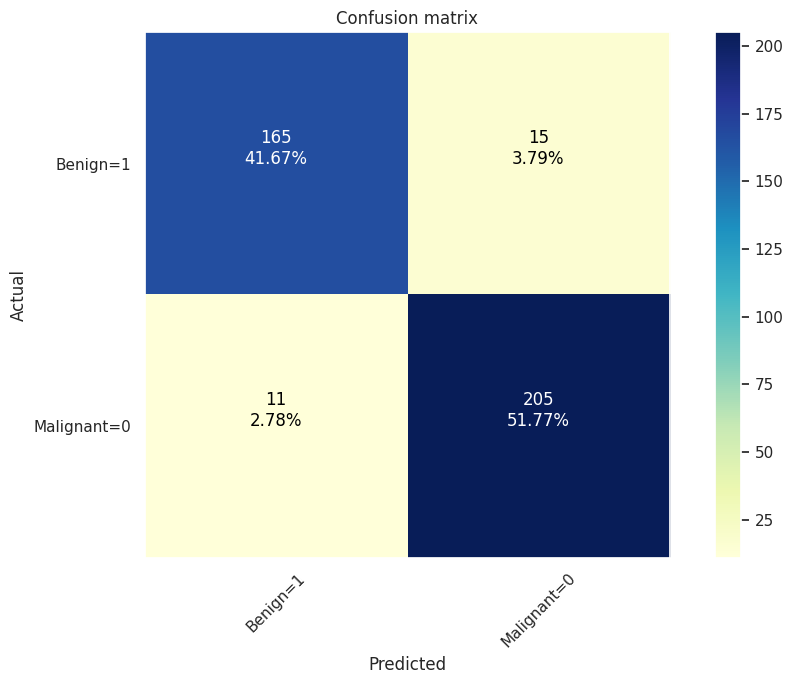 Confusion matrix
Actual
Benign=1
165
41.67%
15
3.79%
Malignant=0
11
2.78%
205
51.77%
Benign=1
Malignant=0
Predicted
200
175
150
125
100
75
50
25